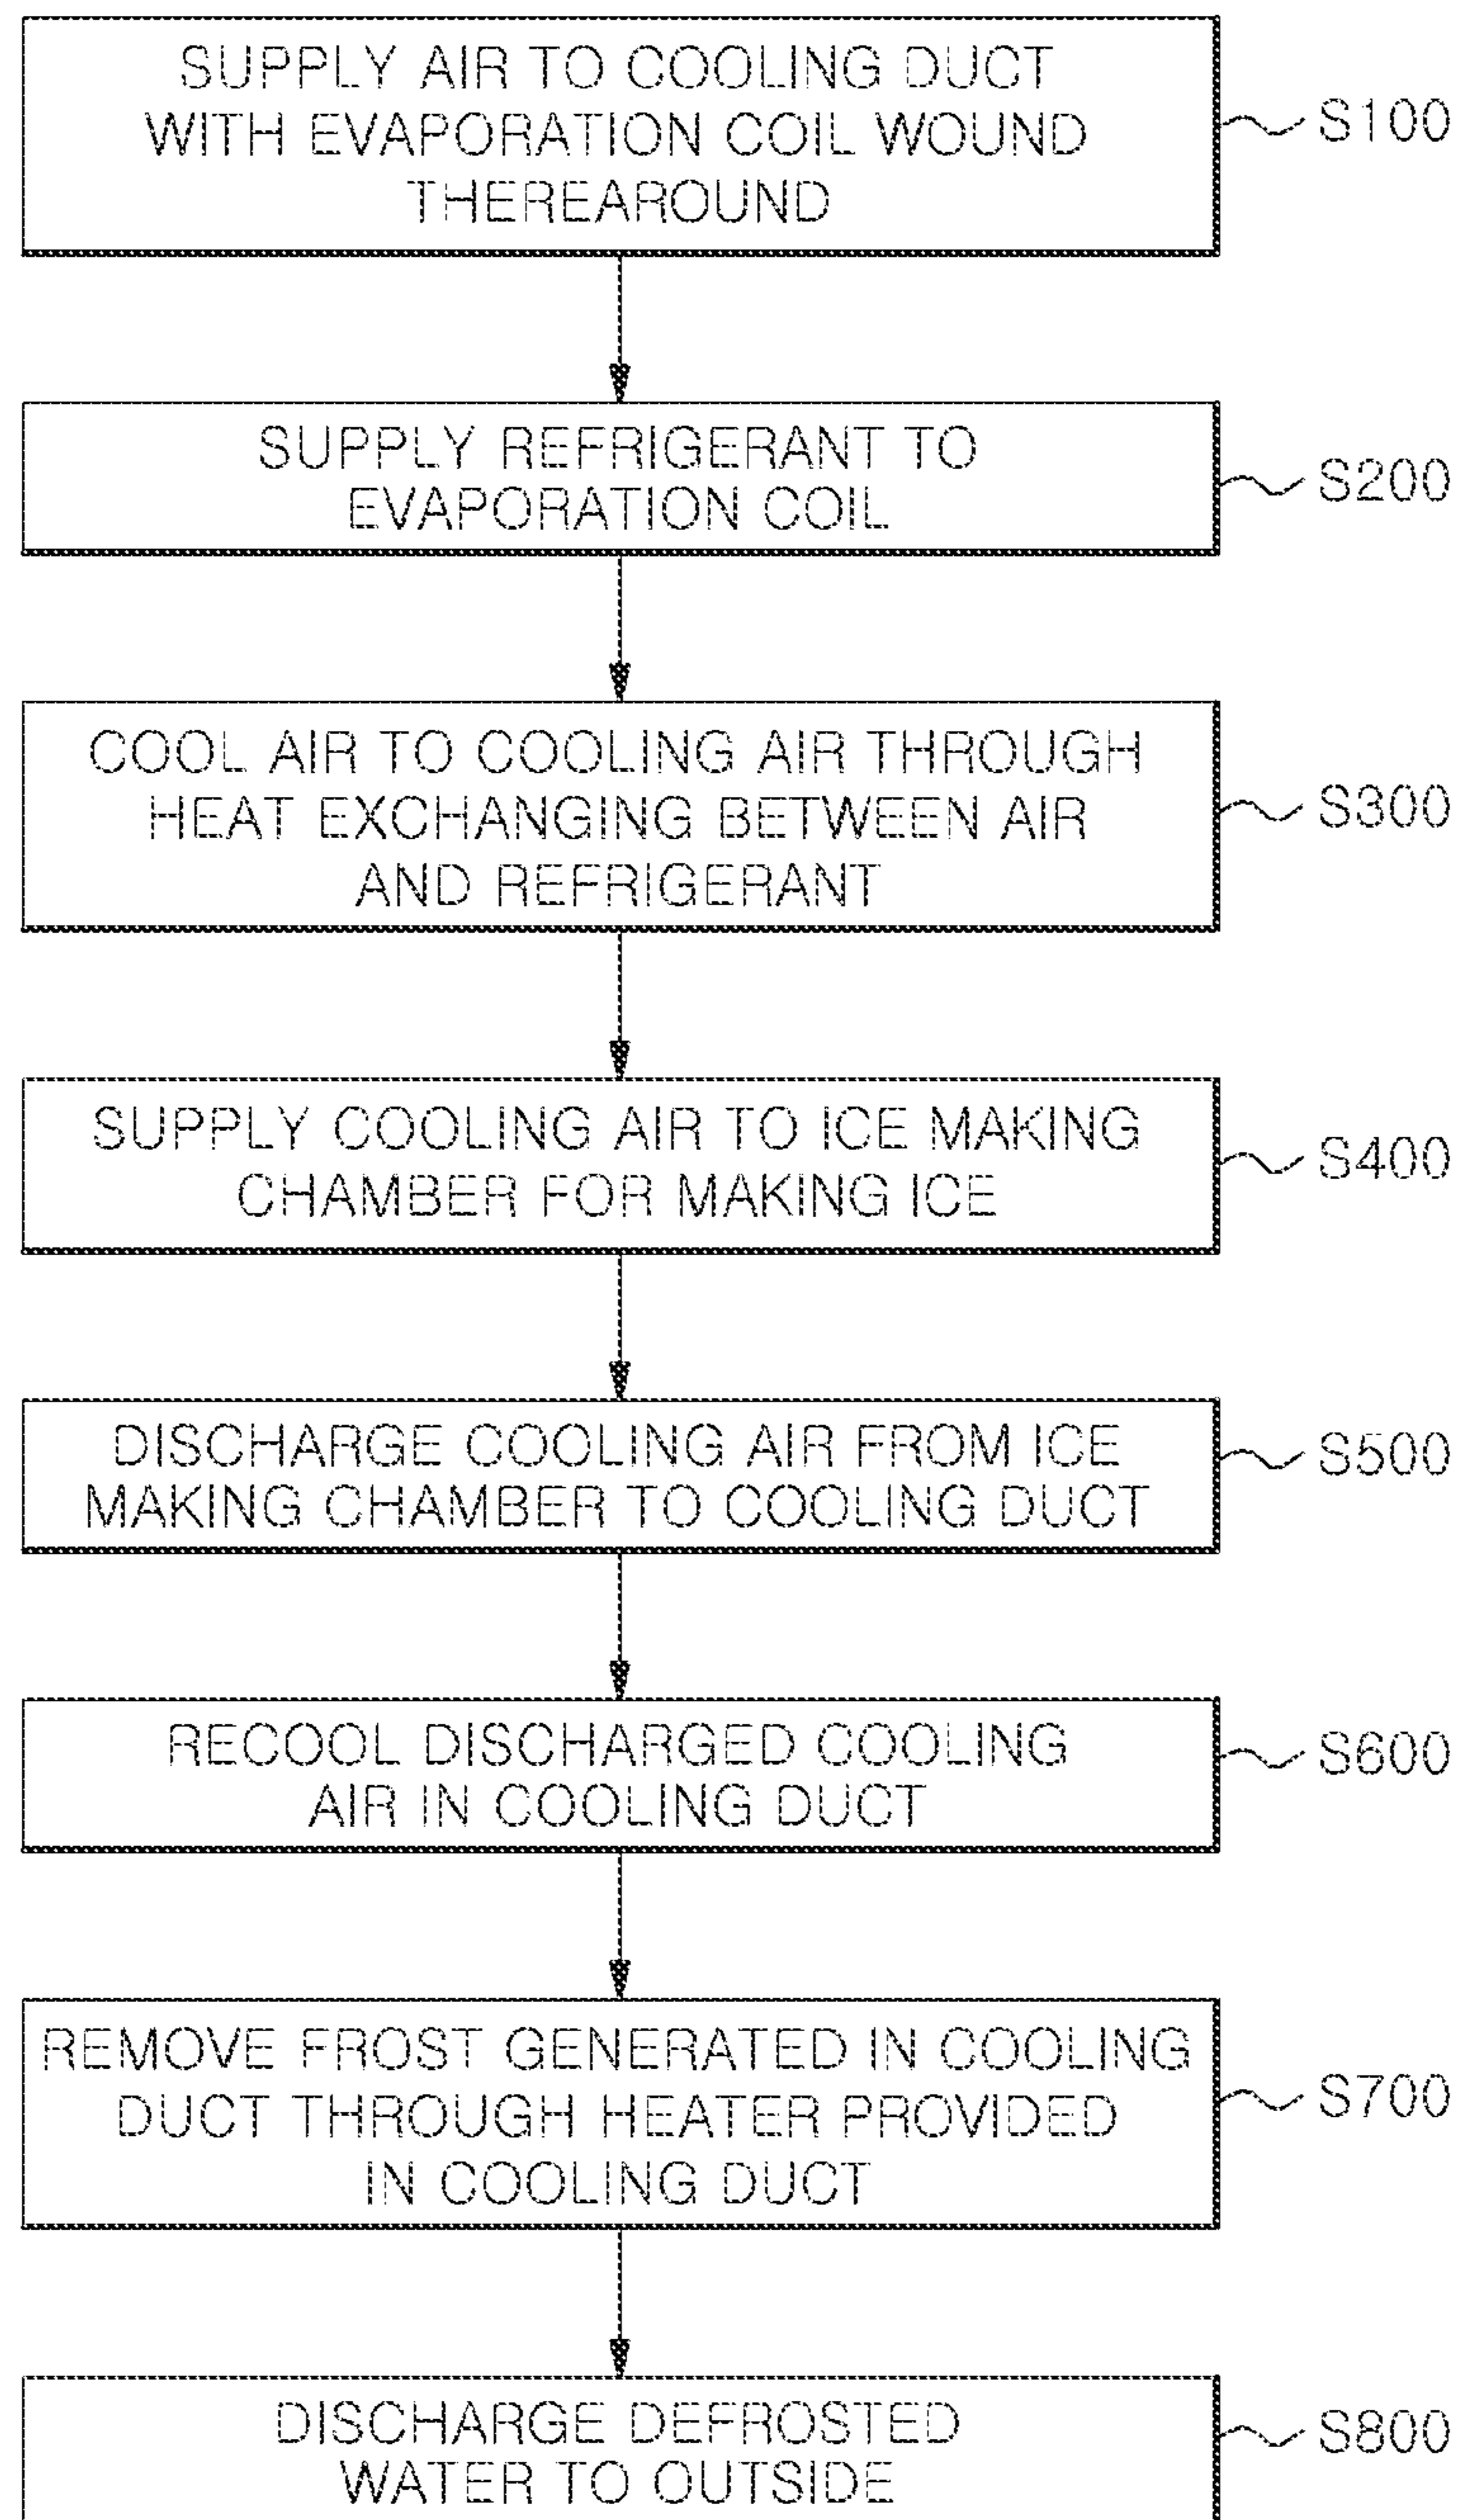 SUPPLY AIR TO COOLING DUCT
WITH EVAPORATION COIL WOUND
THEREAROUND
S100
SUPPLY REFRIGERANT TO
EVAPORATION COIL
S200
COOL AIR TO COOLING AIR THROUGH
HEAT EXCHANGING BETWEEN AIR
AND REFRIGERANT
S300
SUPPLY COOLING AIR TO ICE MAKING
CHAMBER FOR MAKING ICE
S400
DISCHARGE COOLING AIR FROM ICE
MAKING CHAMBER TO COOLING DUCT
S500
RECOOL DISCHARGED COOLING
AIR IN COOLING DUCT
S600
REMOVE FROST GENERATED IN COOLING
DUCT THROUGH HEATER PROVIDED
IN COOLING DUCT
S700
DISCHARGE DEFROSTED
WATER TO OUTSIDE
S800